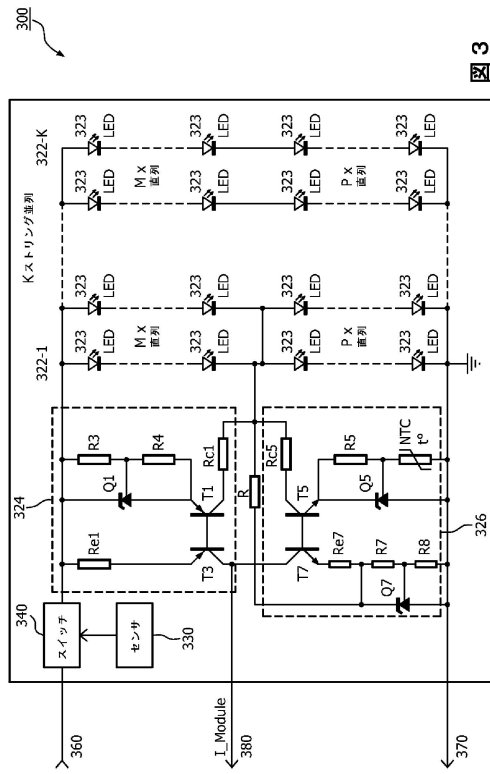 300
図３
Kストリング並列
322-1
322-K
323
LED
323
LED
323
LED
323
LED
Mx
直列
Mx
直列
323
LED
323
LED
323
LED
323
LED
323
LED
323
LED
323
LED
323
LED
Px
直列
Px
直列
323
LED
323
LED
323
LED
323
LED
324
R3
Q1
R4
Re1
T1
T3
Rc1
R
Rc5
T5
T7
R5
Re7
Q5
NTC
t°
R7
Q7
R8
326
340
スイッチ
センサ
330
360
I_Module
380
370